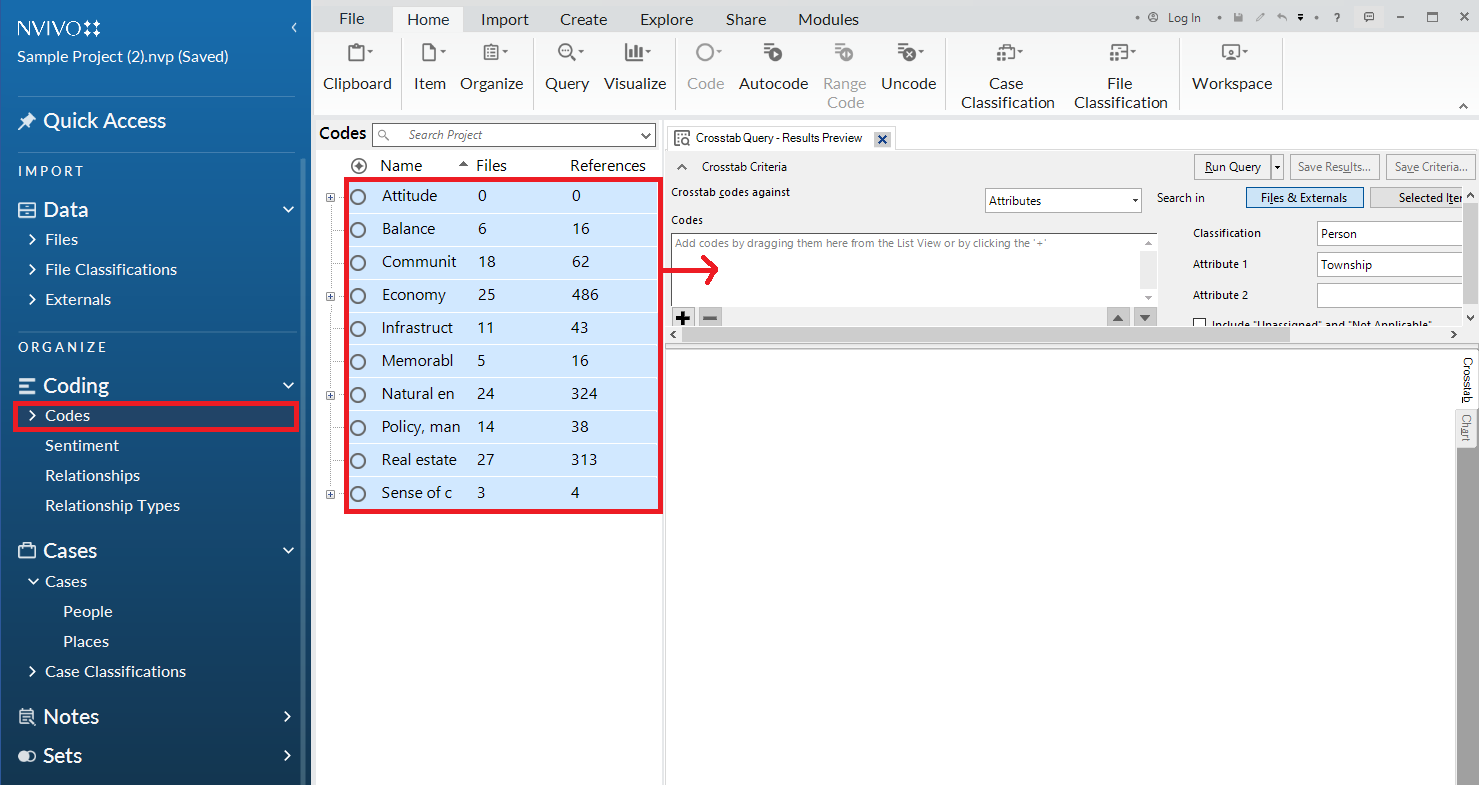 NVIVO
Sample Project (2).nvp (Saved)
Quick Access
IMPORT
Data
Files
File Classifications
Externals
ORGANIZE
Coding
Codes
Sentiment
Relationships
Relationship Types
Cases
Cases
People
Places
Case Classifications
Notes
Sets
File Home Import Create Explore Share Modules
Log In ?
Clipboard Item Organize Query Visualize Code Autocode Range Code Uncode Case Classification File Classification Workspace
Codes Search Project
Name Files References
Attitude 0 0
Balance 6 16
Communit 18 62
Economy 25 486
Infrastruct 11 43
Memorabl 5 16
Natural en 24 324
Policy, man 14 38
Real estate 27 313
Sense of c 3 4
Crosstab Query - Results Preview
Crosstab Criteria Run Query Save Results... Save Criteria...
Crosstab codes against Attributes Search in Files & Externals Selected Iter
Codes
Add codes by dragging them here from the List View or by clicking the '+'
Classification Person
Attribute 1 Township
Attribute 2
Include "Unassigned" and "Not Applicable"
Crosstab
Chart